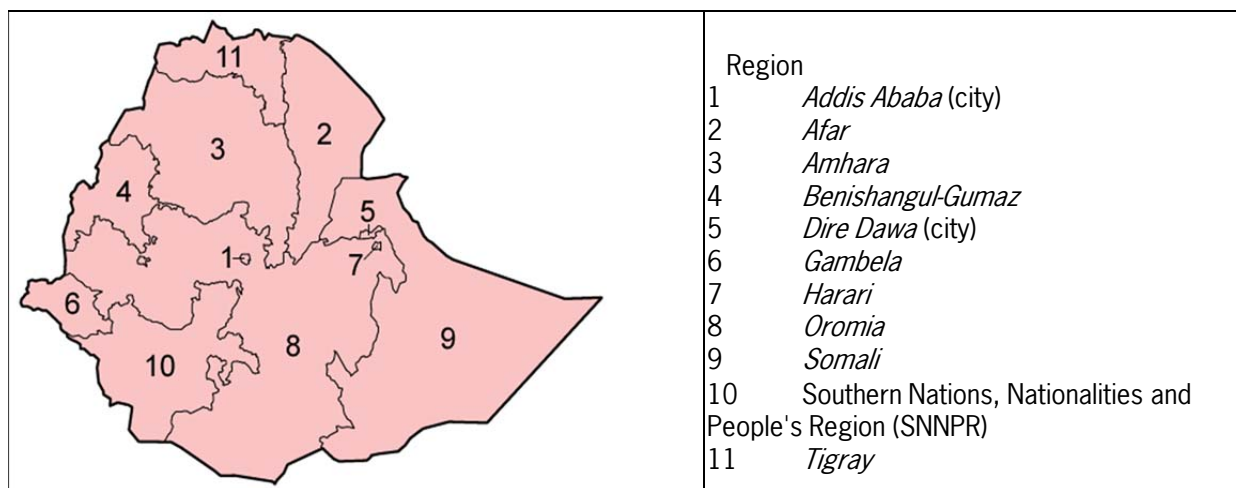 11
2
3
4
5
1
7
6
8
9
10
Region
1 Addis Ababa (city)
2 Afar
3 Amhara
4 Benishangul-Gumaz
5 Dire Dawa (city)
6 Gambela
7 Harari
8 Oromia
9 Somali
10 Southern Nations, Nationalities and
People's Region (SNNPR)
11 Tigray